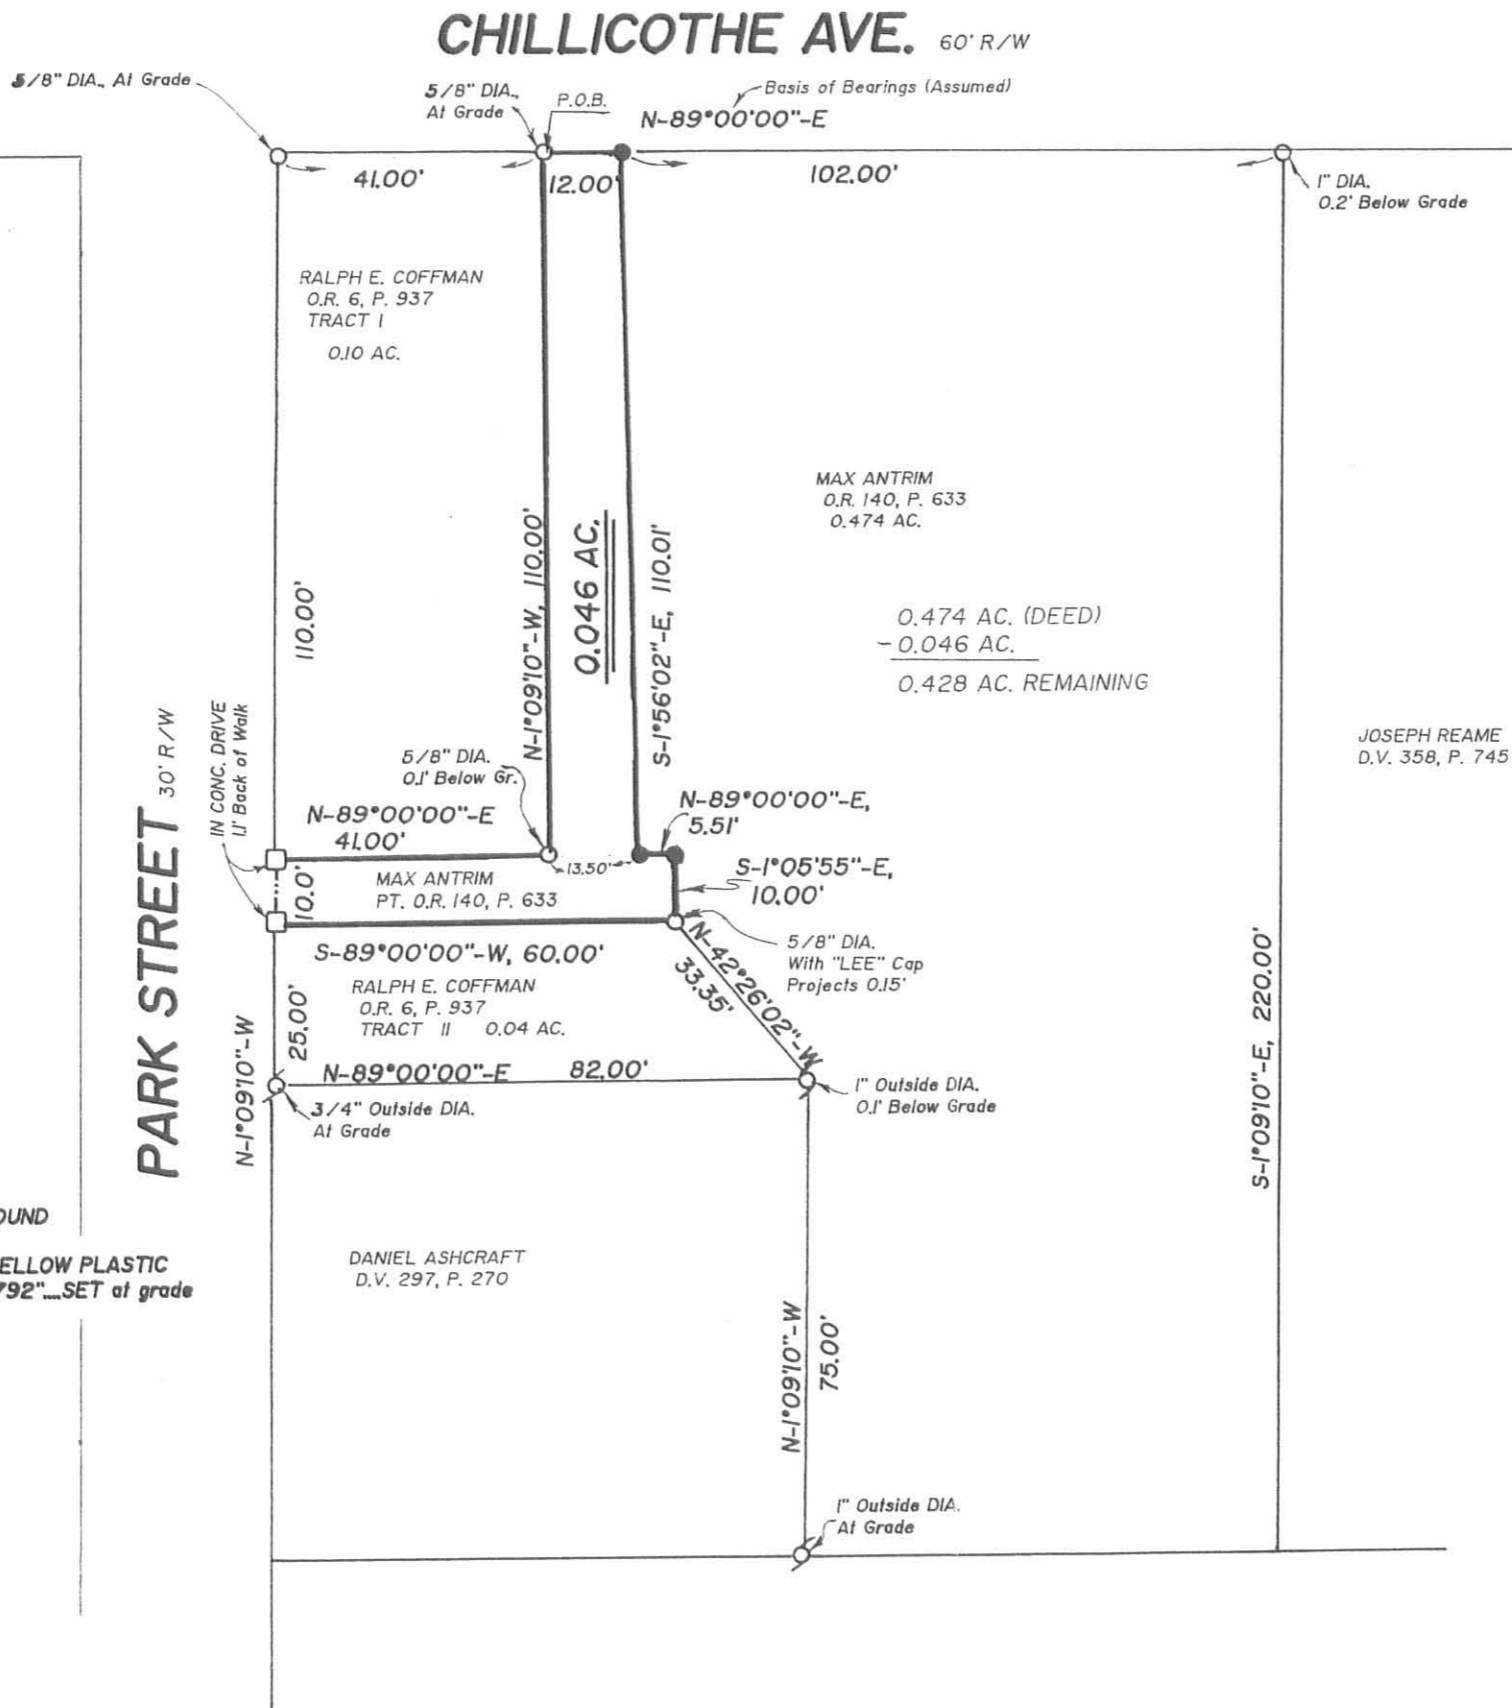 CHILLICOTHE AVE. 60' R/W
5/8" DIA., At Grade
5/8" DIA.,
At Grade
P.O.B.
Basis of Bearings (Assumed)
N-89°00'00"-E
41.00'
12.00'
102.00'
1" DIA.
0.2' Below Grade
RALPH E. COFFMAN
O.R. 6, P. 937
TRACT I
0.10 AC.
MAX ANTRIM
O.R. 140, P. 633
0.474 AC.
110.00'
N-1°09'10"-W, 110.00'
0.046 AC.
S-1°56'02"-E, 110.01'
0.474 AC. (DEED)
- 0.046 AC.
0.428 AC. REMAINING
JOSEPH REAME
D.V. 358, P. 745
PARK STREET 30' R/W
IN CONC. DRIVE
1.1' Back of Walk
5/8" DIA.
0.1' Below Gr.
N-89°00'00"-E
41.00'
N-89°00'00"-E,
5.51'
13.50'
S-1°05'55"-E,
10.00'
10.0'
MAX ANTRIM
PT. O.R. 140, P. 633
S-89°00'00"-W, 60.00'
5/8" DIA.
With "LEE" Cap
Projects 0.15'
N-42°26'02"-W
33.35'
RALPH E. COFFMAN
O.R. 6, P. 937
TRACT II 0.04 AC.
25.00'
N-1°09'10"-W
N-89°00'00"-E 82.00'
3/4" Outside DIA.
At Grade
1" Outside DIA.
0.1' Below Grade
S-1°09'10"-E, 220.00'
OUND
ELLOW PLASTIC
792"....SET at grade
DANIEL ASHCRAFT
D.V. 297, P. 270
N-1°09'10"-W
75.00'
1" Outside DIA.
At Grade